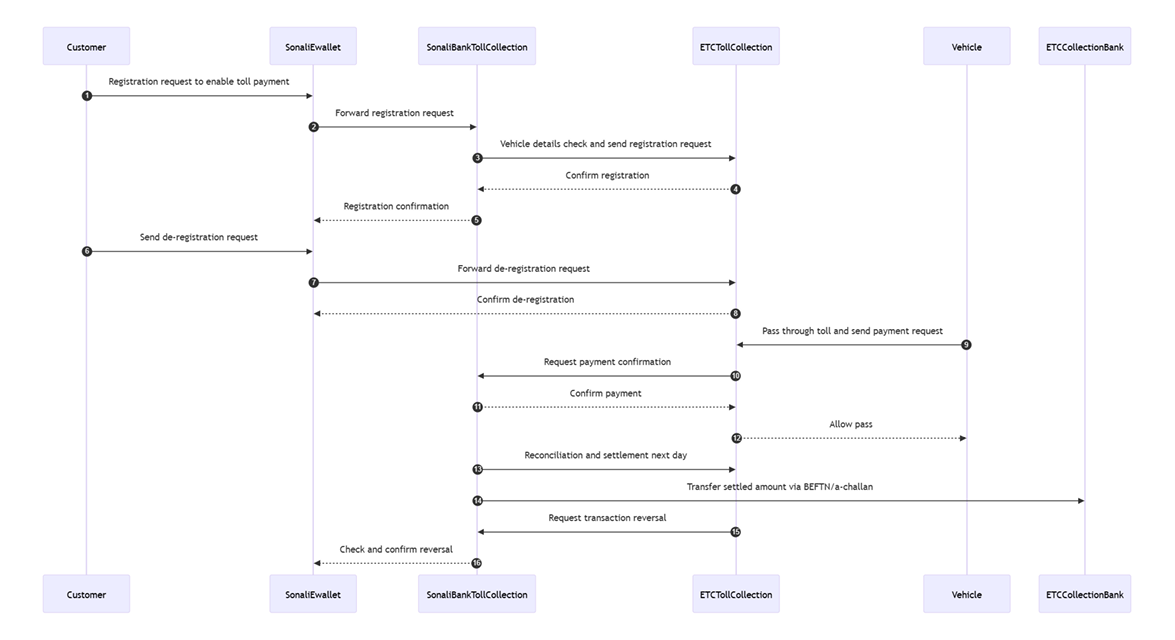 Customer
SonaliEwallet
SonaliBankTollCollection
ETCTollCollection
Vehicle
ETCCollectionBank
Registration request to enable toll payment
1
Forward registration request
2
Vehicle details check and send registration request
3
Confirm registration
4
Registration confirmation
5
Send de-registration request
6
Forward de-registration request
7
Confirm de-registration
8
Pass through toll and send payment request
9
Request payment confirmation
10
Confirm payment
11
Allow pass
12
Reconciliation and settlement next day
13
Transfer settled amount via BEFTN/a-challan
14
Request transaction reversal
15
Check and confirm reversal
16
Customer
SonaliEwallet
SonaliBankTollCollection
ETCTollCollection
Vehicle
ETCCollectionBank